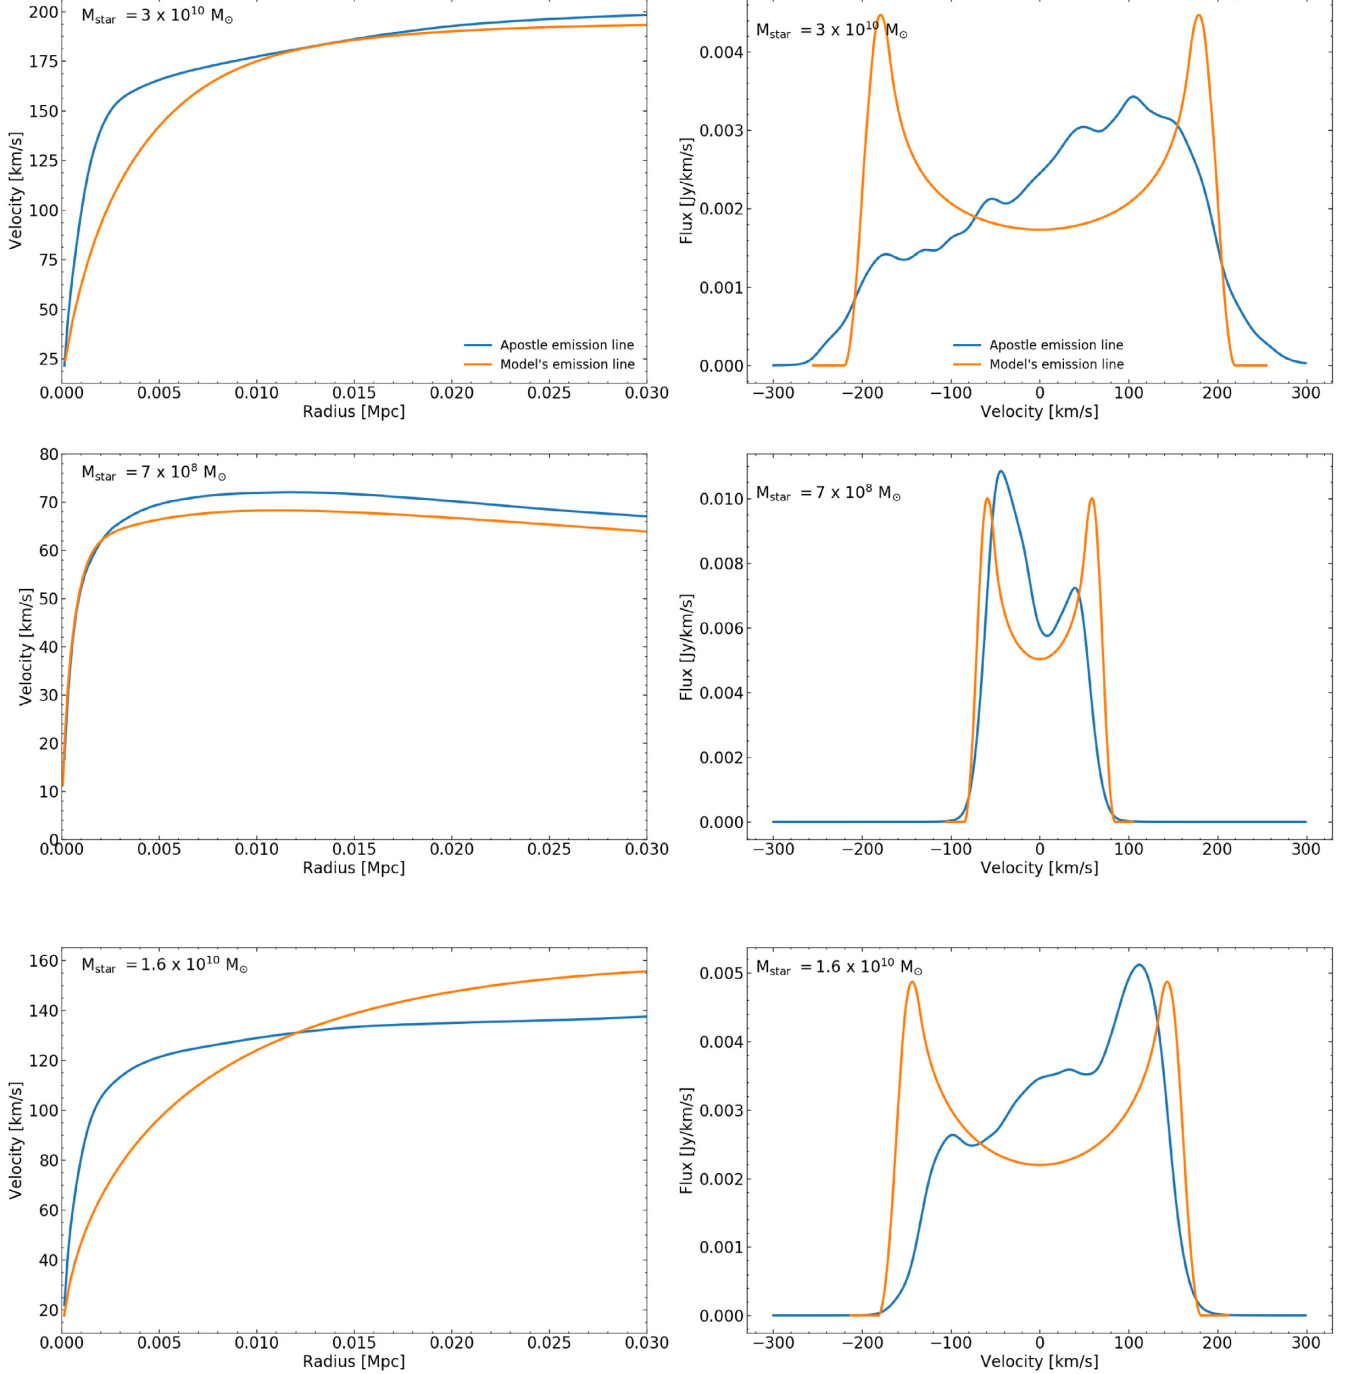 M_star = 3 x 10^10 M_⊙
200
175
150
125
100
75
50
25
Velocity [km/s]
Apostle emission line
Model's emission line
0.000 0.005 0.010 0.015 0.020 0.025 0.030
Radius [Mpc]
M_star = 3 x 10^10 M_⊙
0.004
0.003
0.002
0.001
0.000
Flux [Jy/km/s]
Apostle emission line
Model's emission line
−300 −200 −100 0 100 200 300
Velocity [km/s]
M_star = 7 x 10^8 M_⊙
80
70
60
50
40
30
20
10
0
Velocity [km/s]
0.000 0.005 0.010 0.015 0.020 0.025 0.030
Radius [Mpc]
M_star = 7 x 10^8 M_⊙
0.010
0.008
0.006
0.004
0.002
0.000
Flux [Jy/km/s]
−300 −200 −100 0 100 200 300
Velocity [km/s]
M_star = 1.6 x 10^10 M_⊙
160
140
120
100
80
60
40
20
Velocity [km/s]
0.000 0.005 0.010 0.015 0.020 0.025 0.030
Radius [Mpc]
M_star = 1.6 x 10^10 M_⊙
0.005
0.004
0.003
0.002
0.001
0.000
Flux [Jy/km/s]
−300 −200 −100 0 100 200 300
Velocity [km/s]